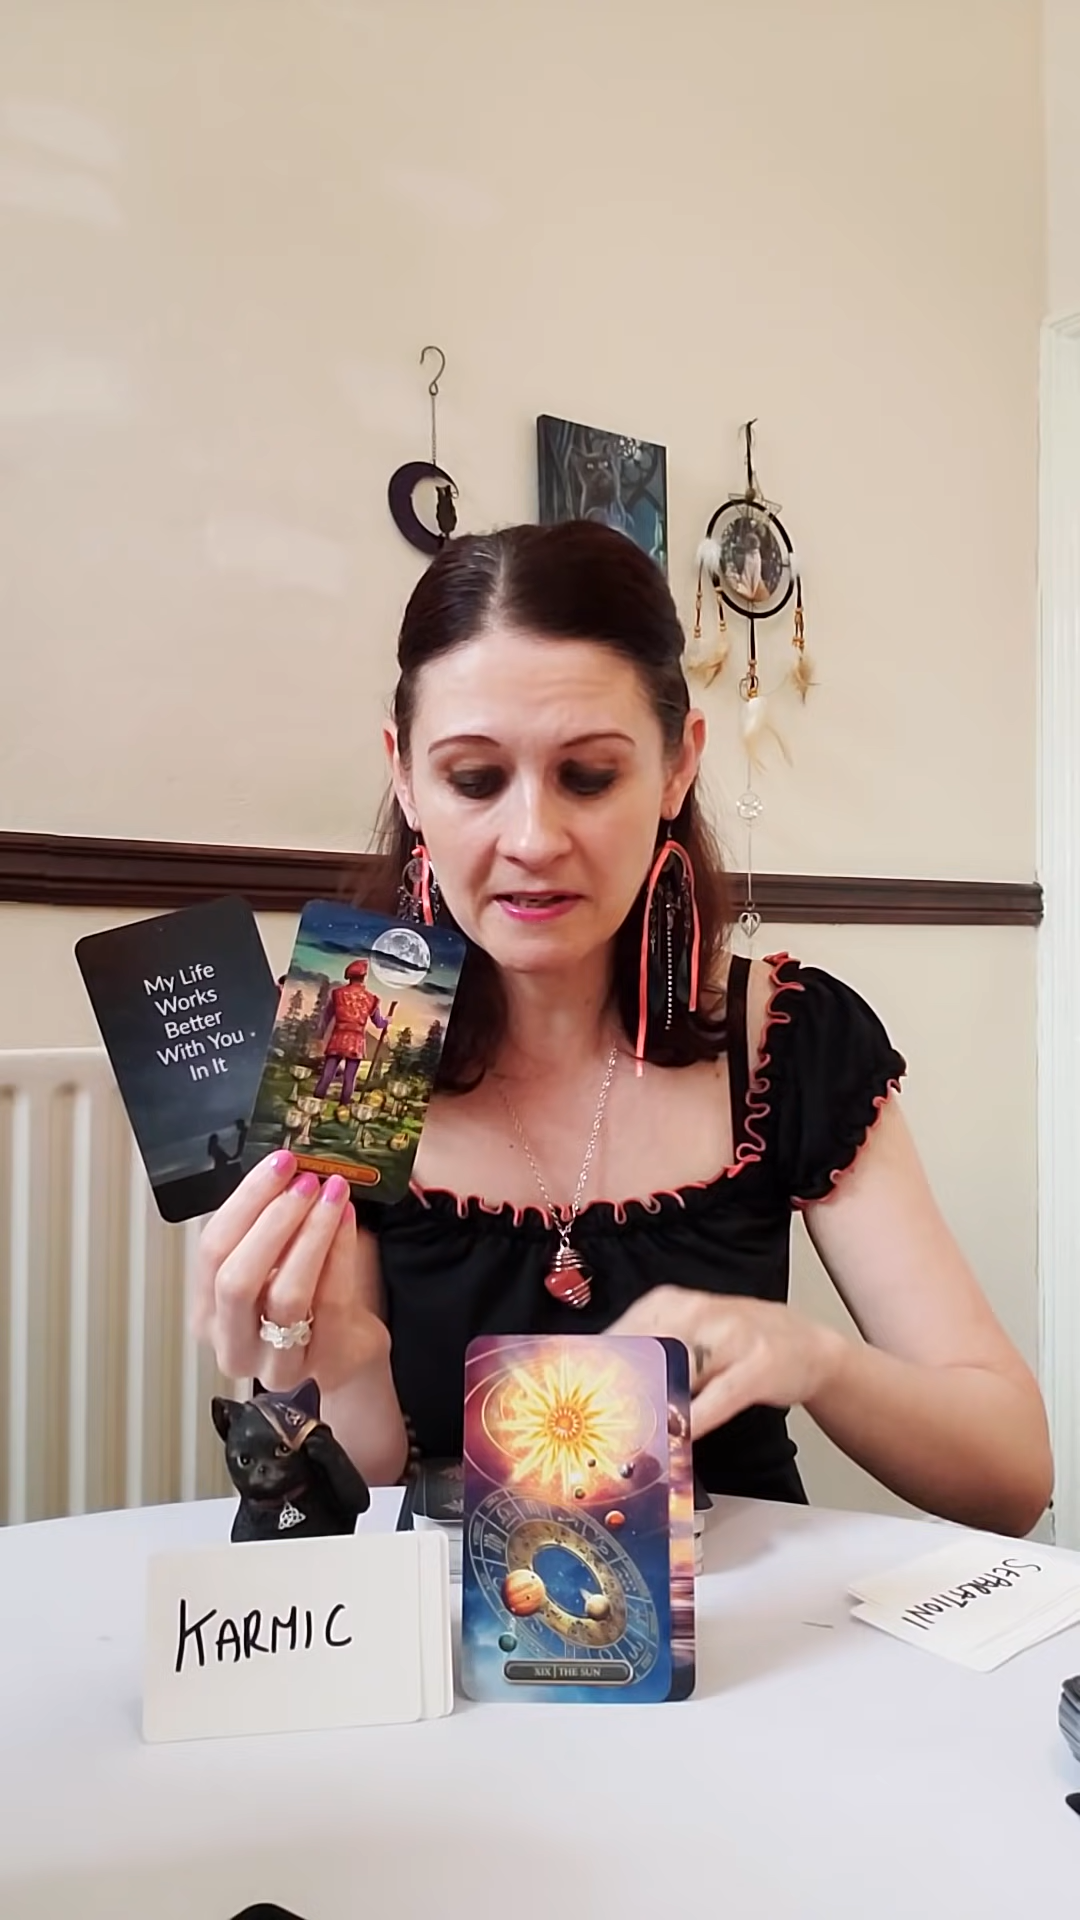 My Life
Works
Better
With You
In It
KARMIC
XIX | THE SUN
SEPARATION